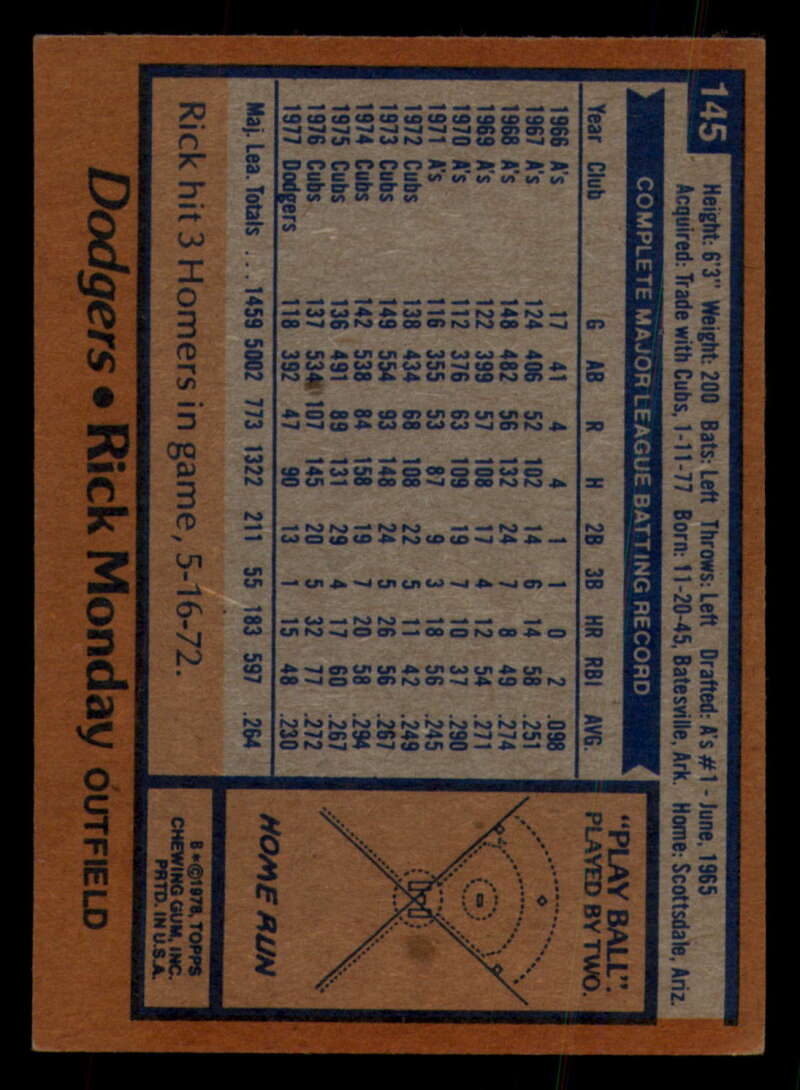 145
Height: 6'3" Weight: 200 Bats: Left Throws: Left Drafted: A's #1 - June, 1965
Acquired: Trade with Cubs, 1-11-77 Born: 11-20-45, Batesville, Ark. Home: Scottsdale, Ariz.
COMPLETE MAJOR LEAGUE BATTING RECORD
Year Club G AB R H 2B 3B HR RBI AVG.
1966 A's 17 41 4 4 1 1 0 2 .098
1967 A's 124 406 52 102 14 6 14 58 .251
1968 A's 148 482 56 132 24 7 8 49 .274
1969 A's 122 399 57 108 17 4 12 54 .271
1970 A's 112 376 63 109 19 7 10 37 .290
1971 A's 116 355 53 87 9 3 18 56 .245
1972 Cubs 138 434 68 108 22 5 11 42 .249
1973 Cubs 149 554 93 148 24 5 26 56 .267
1974 Cubs 142 538 84 158 19 7 20 58 .294
1975 Cubs 136 491 89 131 29 4 17 60 .267
1976 Cubs 137 534 107 145 20 5 32 77 .272
1977 Dodgers 118 392 47 90 13 1 15 48 .230
Maj. Lea. Totals ... 1459 5002 773 1322 211 55 183 597 .264
Rick hit 3 Homers in game, 5-16-72.
"PLAY BALL":
PLAYED BY TWO.
HOME RUN
B*©1978, TOPPS
CHEWING GUM, INC.
PRTD. IN U.S.A.
Dodgers • Rick Monday OUTFIELD